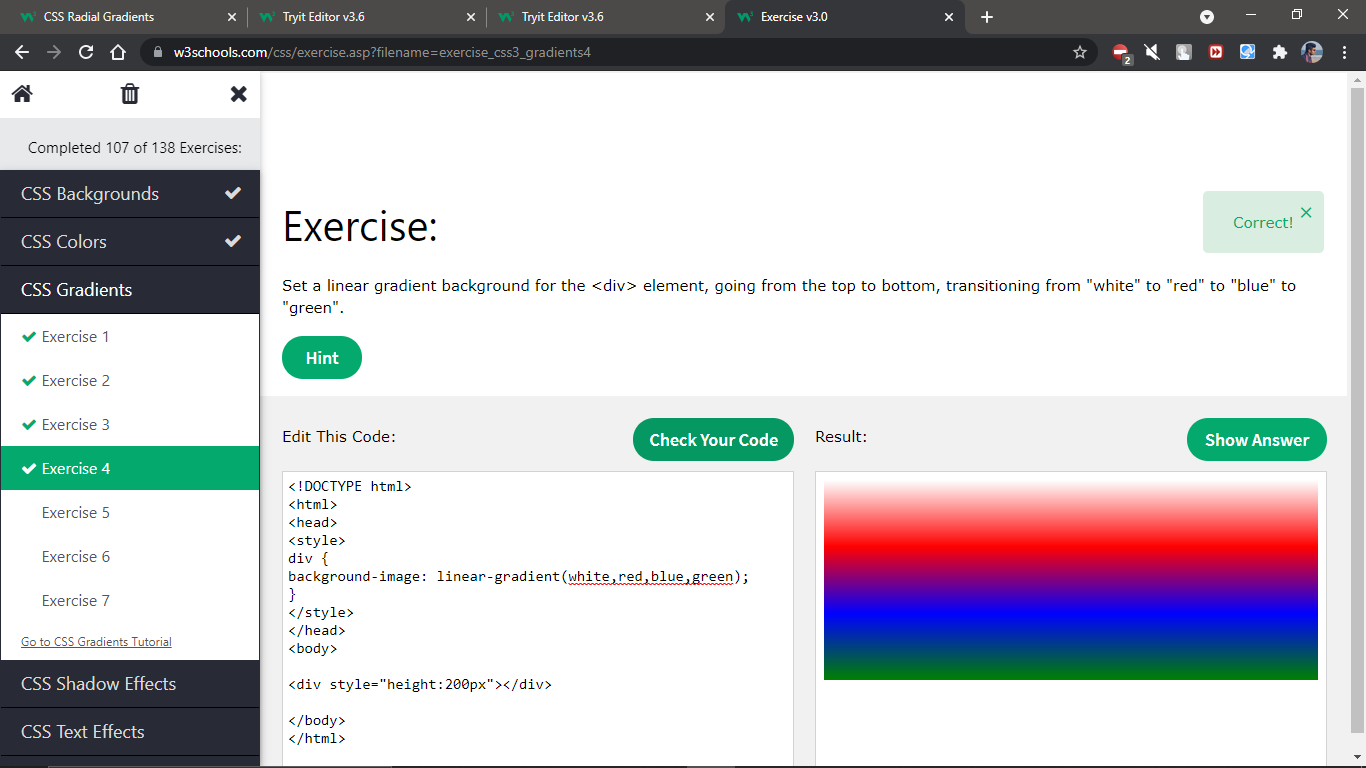 CSS Radial Gradients
Tryit Editor v3.6
Tryit Editor v3.6
Exercise v3.0
w3schools.com/css/exercise.asp?filename=exercise_css3_gradients4
2
Completed 107 of 138 Exercises:
CSS Backgrounds
CSS Colors
CSS Gradients
Exercise 1
Exercise 2
Exercise 3
Exercise 4
Exercise 5
Exercise 6
Exercise 7
Go to CSS Gradients Tutorial
CSS Shadow Effects
CSS Text Effects
Correct!
Exercise:
Set a linear gradient background for the <div> element, going from the top to bottom, transitioning from "white" to "red" to "blue" to
"green".
Hint
Edit This Code:
Check Your Code
<!DOCTYPE html>
<html>
<head>
<style>
div {
background-image: linear-gradient(white,red,blue,green);
}
</style>
</head>
<body>
<div style="height:200px"></div>
</body>
</html>
Result:
Show Answer